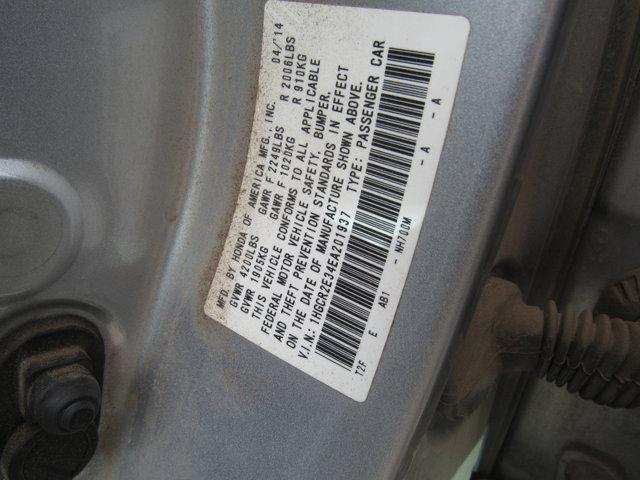 MFD. BY HONDA OF AMERICA MFG., INC. 04/'14
GVWR 4200LBS GAWR F 2249LBS R 2006LBS
GVWR 1905KG GAWR F 1020KG R 910KG
THIS VEHICLE CONFORMS TO ALL APPLICABLE
FEDERAL MOTOR VEHICLE SAFETY, BUMPER,
AND THEFT PREVENTION STANDARDS IN EFFECT
ON THE DATE OF MANUFACTURE SHOWN ABOVE.
V.I.N.: 1HGCR2E34EA201937 TYPE: PASSENGER CAR
T2F E AB1 - NH700M - A - A